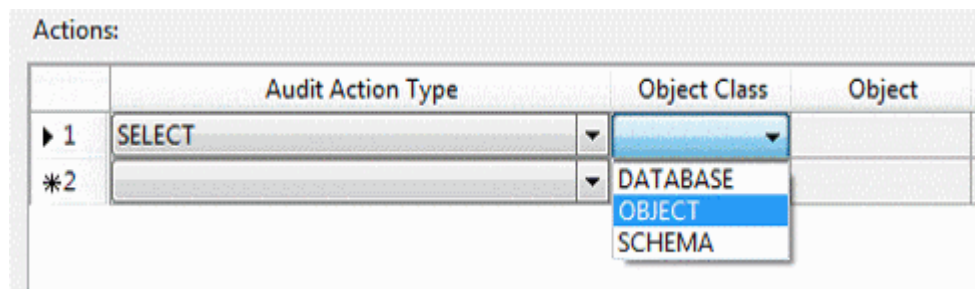 Actions:
Audit Action Type Object Class Object
1 SELECT
*2 DATABASE
OBJECT
SCHEMA